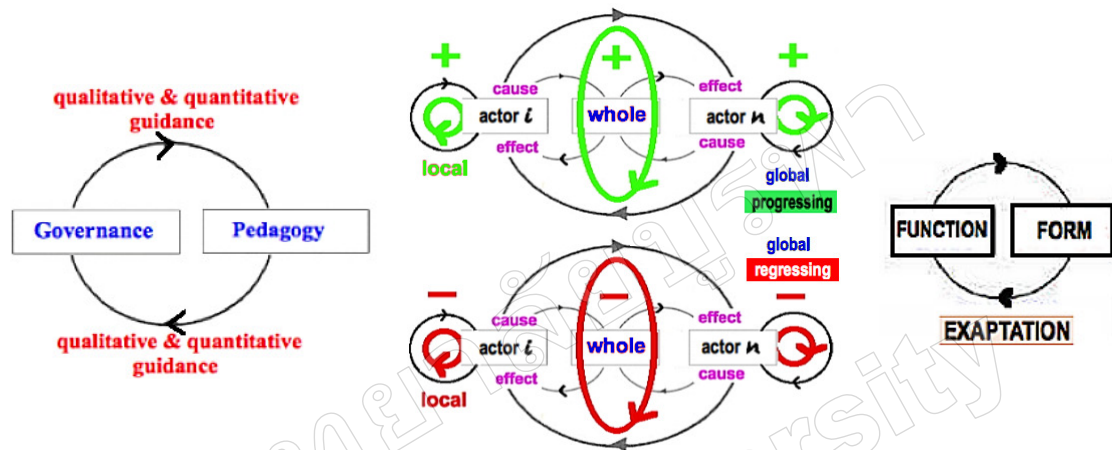 qualitative & quantitative
guidance
Governance
Pedagogy
qualitative & quantitative
guidance
+
+
+
cause
effect
actor i
whole
actor n
effect
cause
local
global
progressing
global
regressing
−
−
−
cause
effect
actor i
whole
actor n
effect
cause
local
FUNCTION
FORM
EXAPTATION